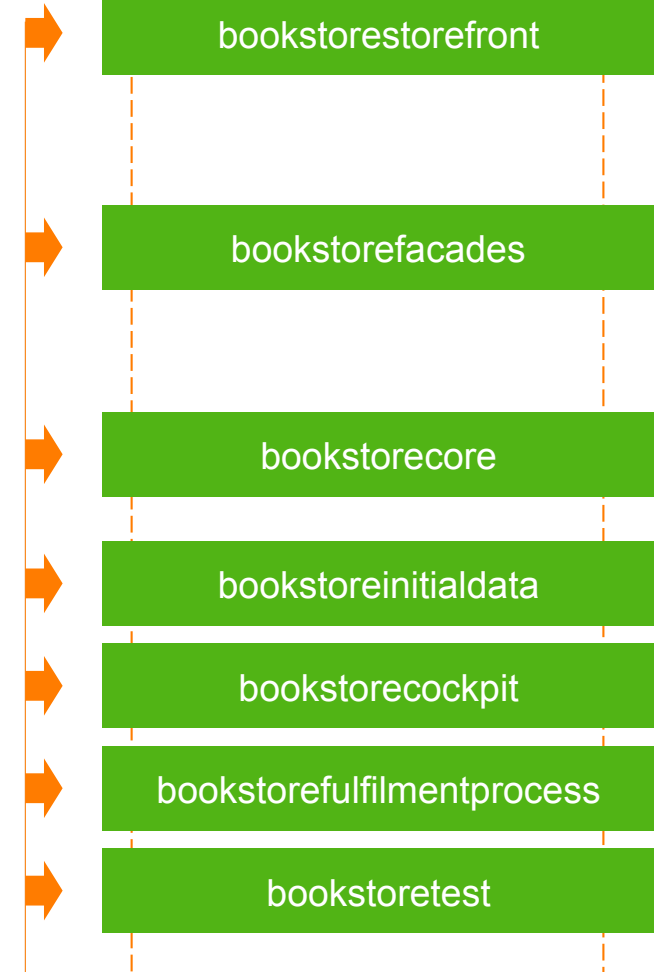 bookstorestorefront
bookstorefacades
bookstorecore
bookstoreinitialdata
bookstorecockpit
bookstorefulfilmentprocess
bookstoretest